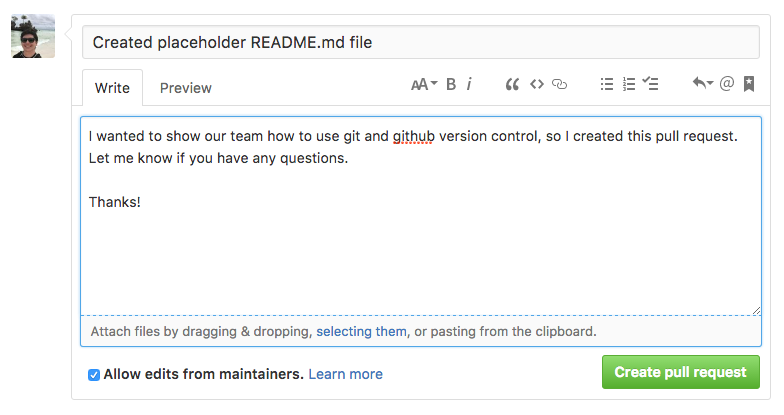 Created placeholder README.md file
Write Preview AA B i @
I wanted to show our team how to use git and github version control, so I created this pull request.
Let me know if you have any questions.
Thanks!
Attach files by dragging & dropping, selecting them, or pasting from the clipboard.
Allow edits from maintainers. Learn more
Create pull request